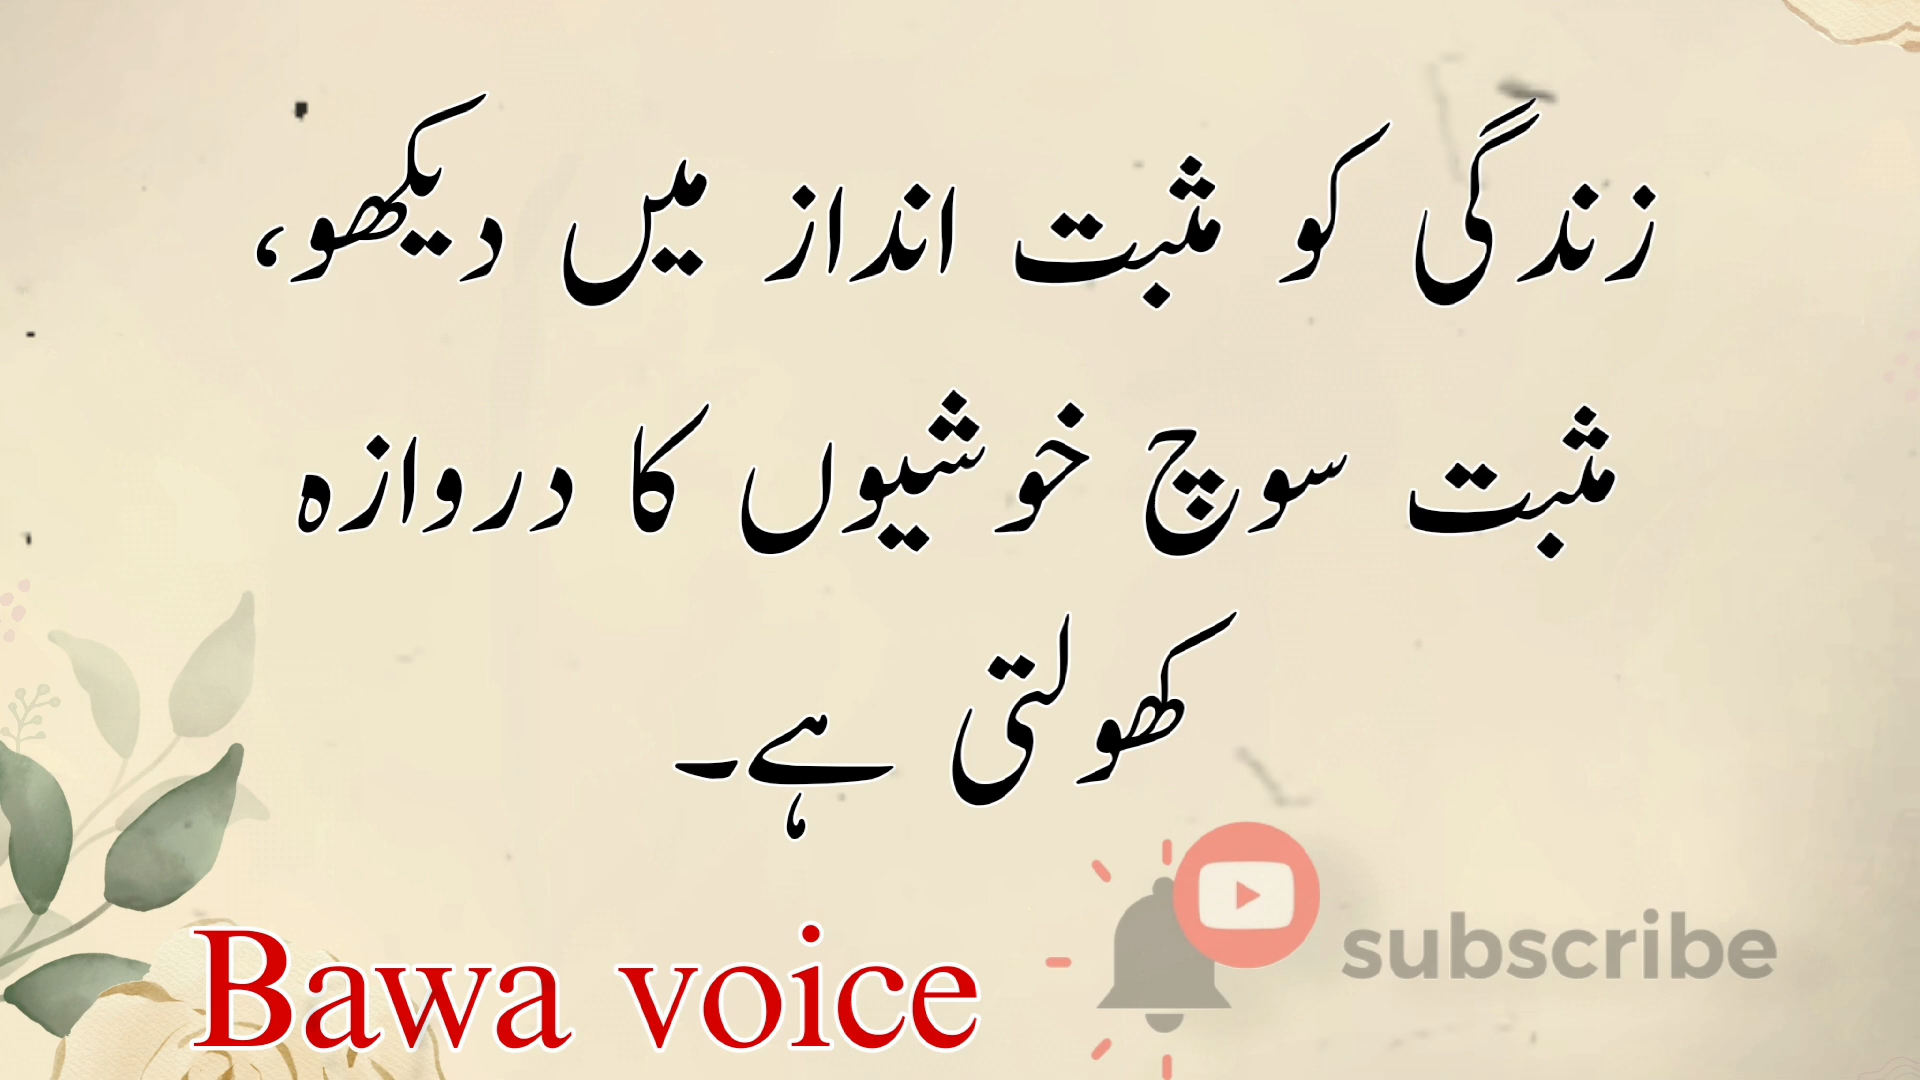 زندگی کو مثبت انداز میں دیکھو،
مثبت سوچ خوشیوں کا دروازہ
کھولتی ہے۔
Bawa voice
subscribe